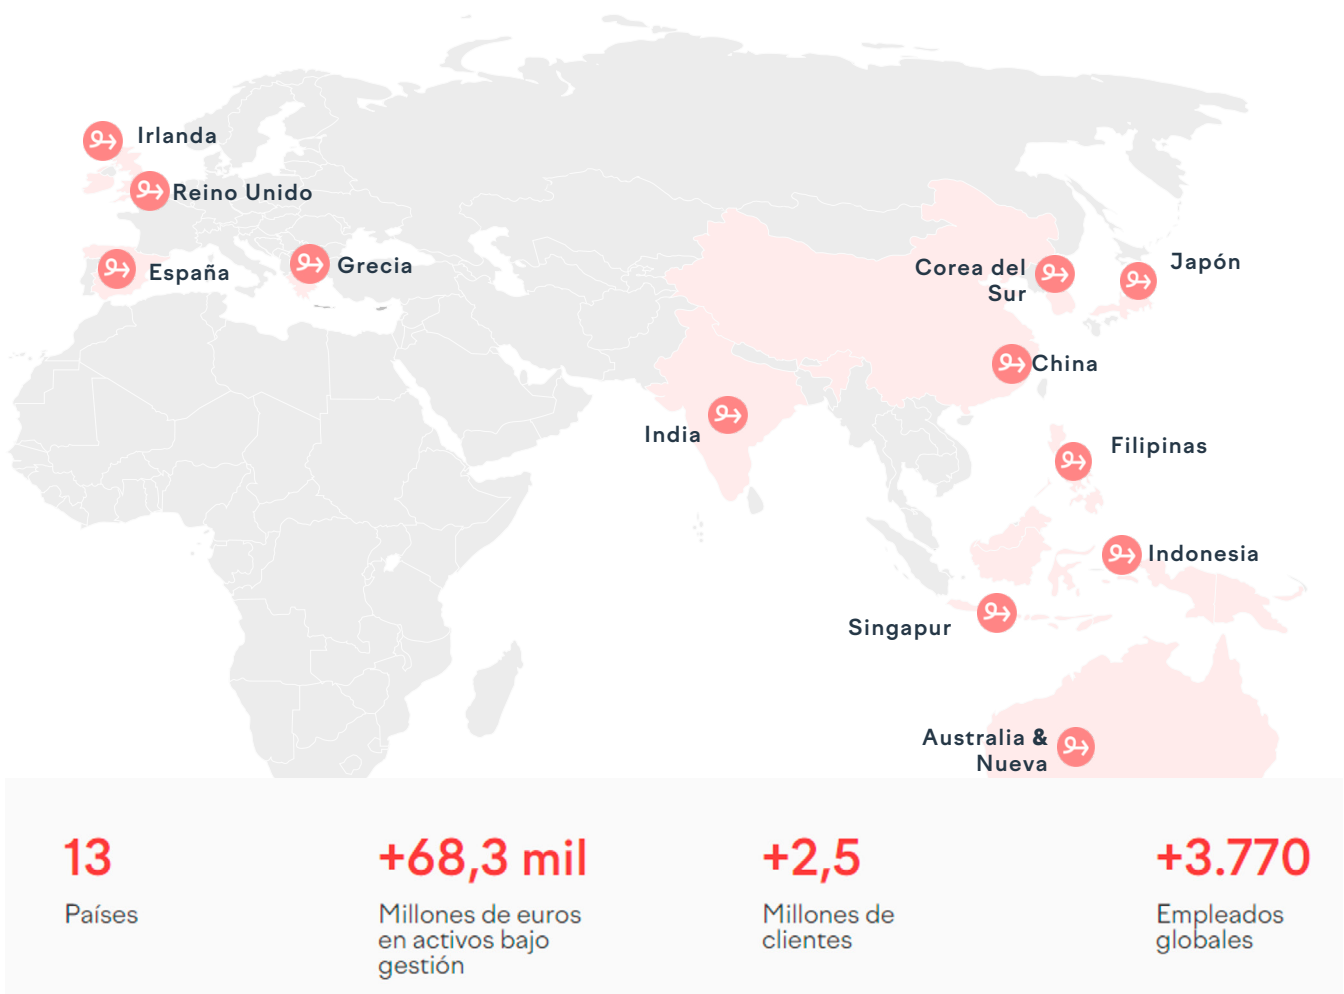 Irlanda
Reino Unido
España
Grecia
Corea del
Sur
Japón
China
India
Filipinas
Indonesia
Singapur
Australia &
Nueva
13
Países
+68,3 mil
Millones de euros
en activos bajo
gestión
+2,5
Millones de
clientes
+3.770
Empleados
globales